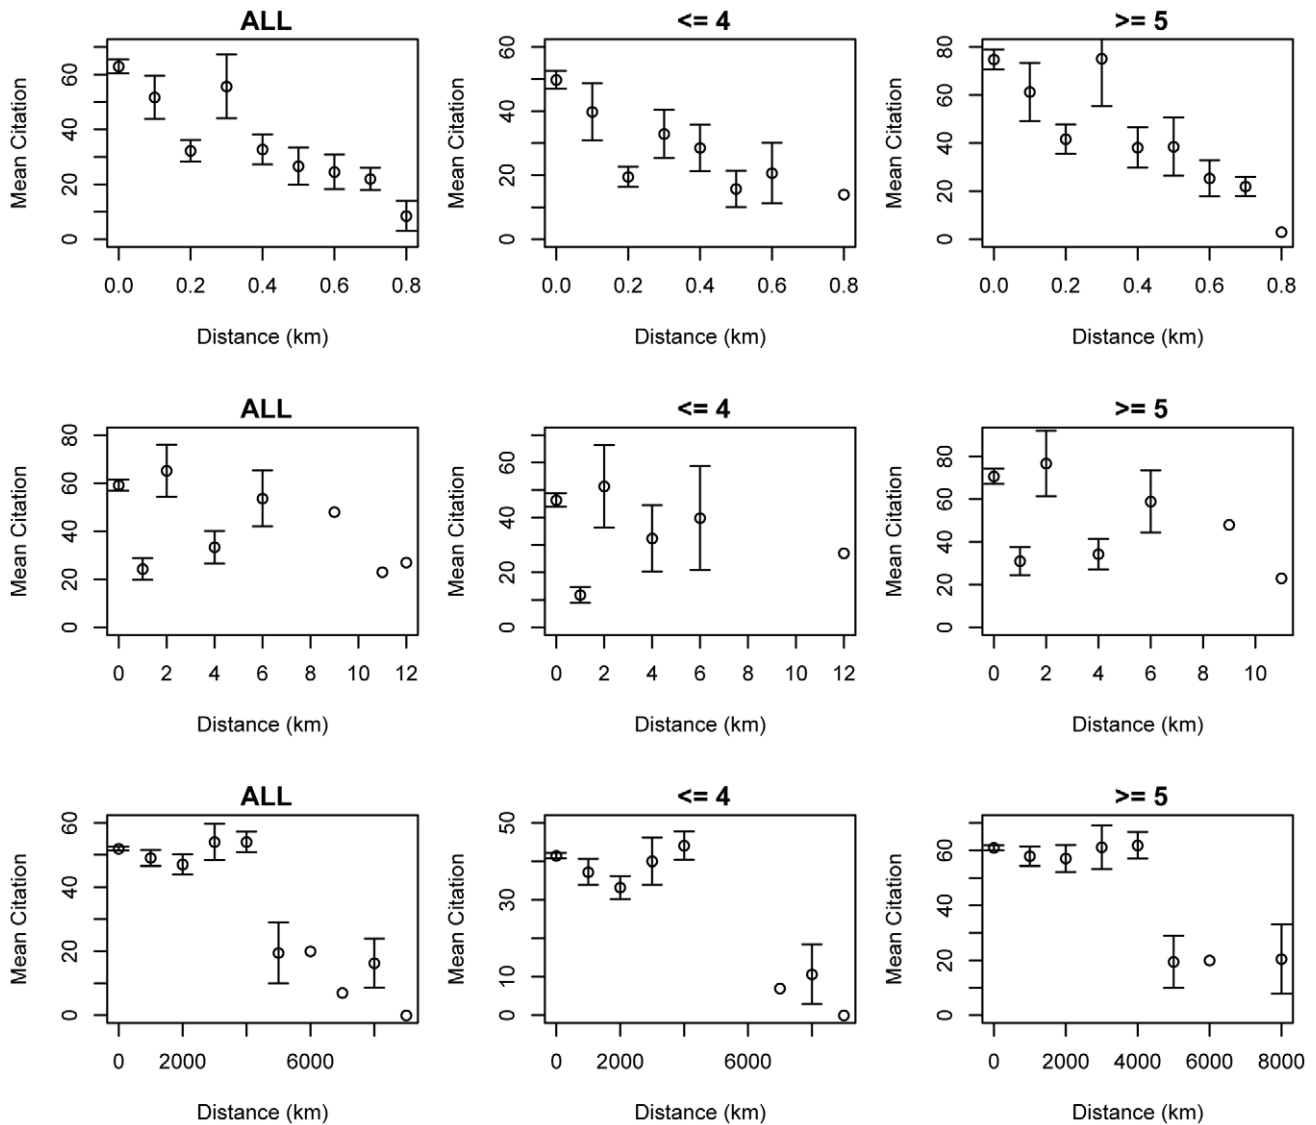 ALL <= 4 >= 5
Mean Citation
0 20 40 60
0.0 0.2 0.4 0.6 0.8
Distance (km)
Mean Citation
0 20 40 60
0.0 0.2 0.4 0.6 0.8
Distance (km)
Mean Citation
0 20 40 60 80
0.0 0.2 0.4 0.6 0.8
Distance (km)
ALL <= 4 >= 5
Mean Citation
0 20 40 60 80
0 2 4 6 8 10 12
Distance (km)
Mean Citation
0 20 40 60
0 2 4 6 8 10 12
Distance (km)
Mean Citation
0 20 40 60 80
0 2 4 6 8 10
Distance (km)
ALL <= 4 >= 5
Mean Citation
0 20 40 60
0 2000 6000
Distance (km)
Mean Citation
0 10 30 50
0 2000 6000
Distance (km)
Mean Citation
0 20 40 60
0 2000 4000 6000 8000
Distance (km)